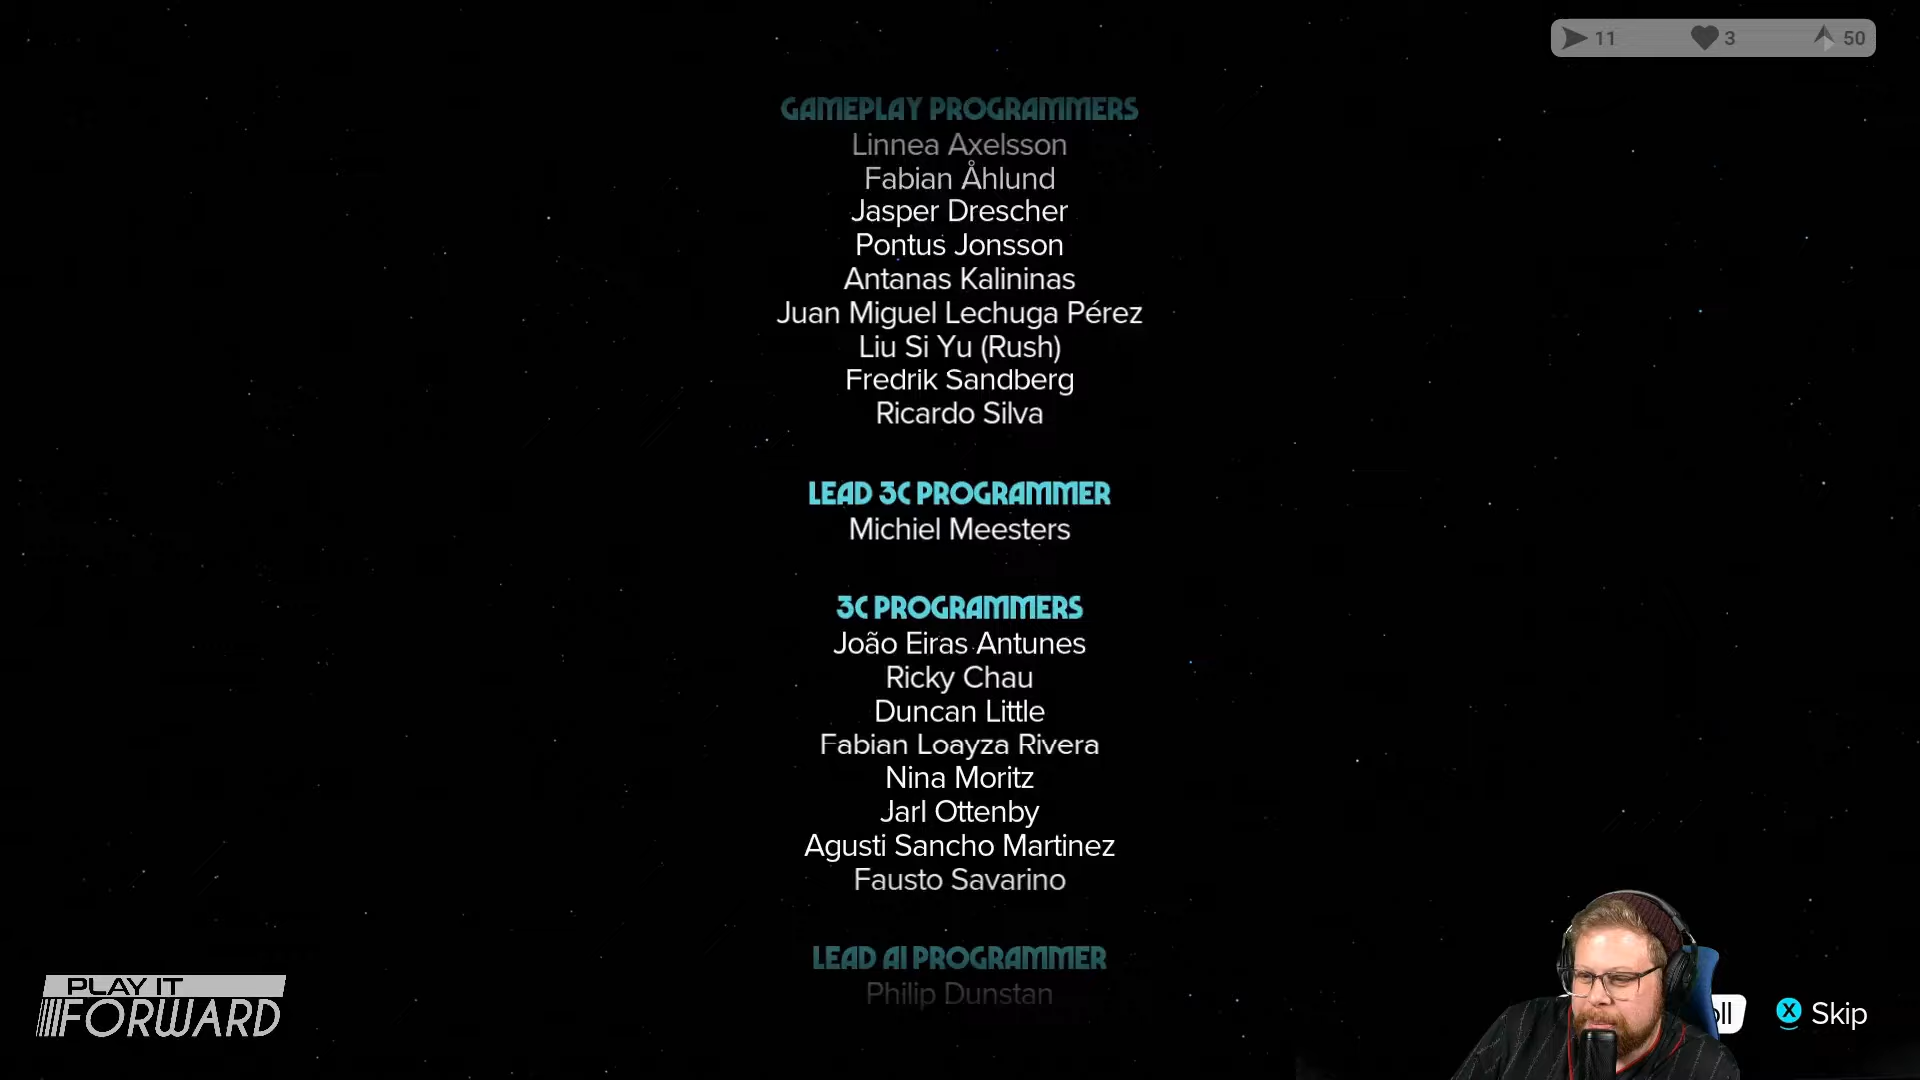 11 3 50
GAMEPLAY PROGRAMMERS
Linnea Axelsson
Fabian Åhlund
Jasper Drescher
Pontus Jonsson
Antanas Kalininas
Juan Miguel Lechuga Pérez
Liu Si Yu (Rush)
Fredrik Sandberg
Ricardo Silva
LEAD 3C PROGRAMMER
Michiel Meesters
3C PROGRAMMERS
João Eiras Antunes
Ricky Chau
Duncan Little
Fabian Loayza Rivera
Nina Moritz
Jarl Ottenby
Agusti Sancho Martinez
Fausto Savarino
LEAD AI PROGRAMMER
Philip Dunstan
PLAY IT
FORWARD
X Skip